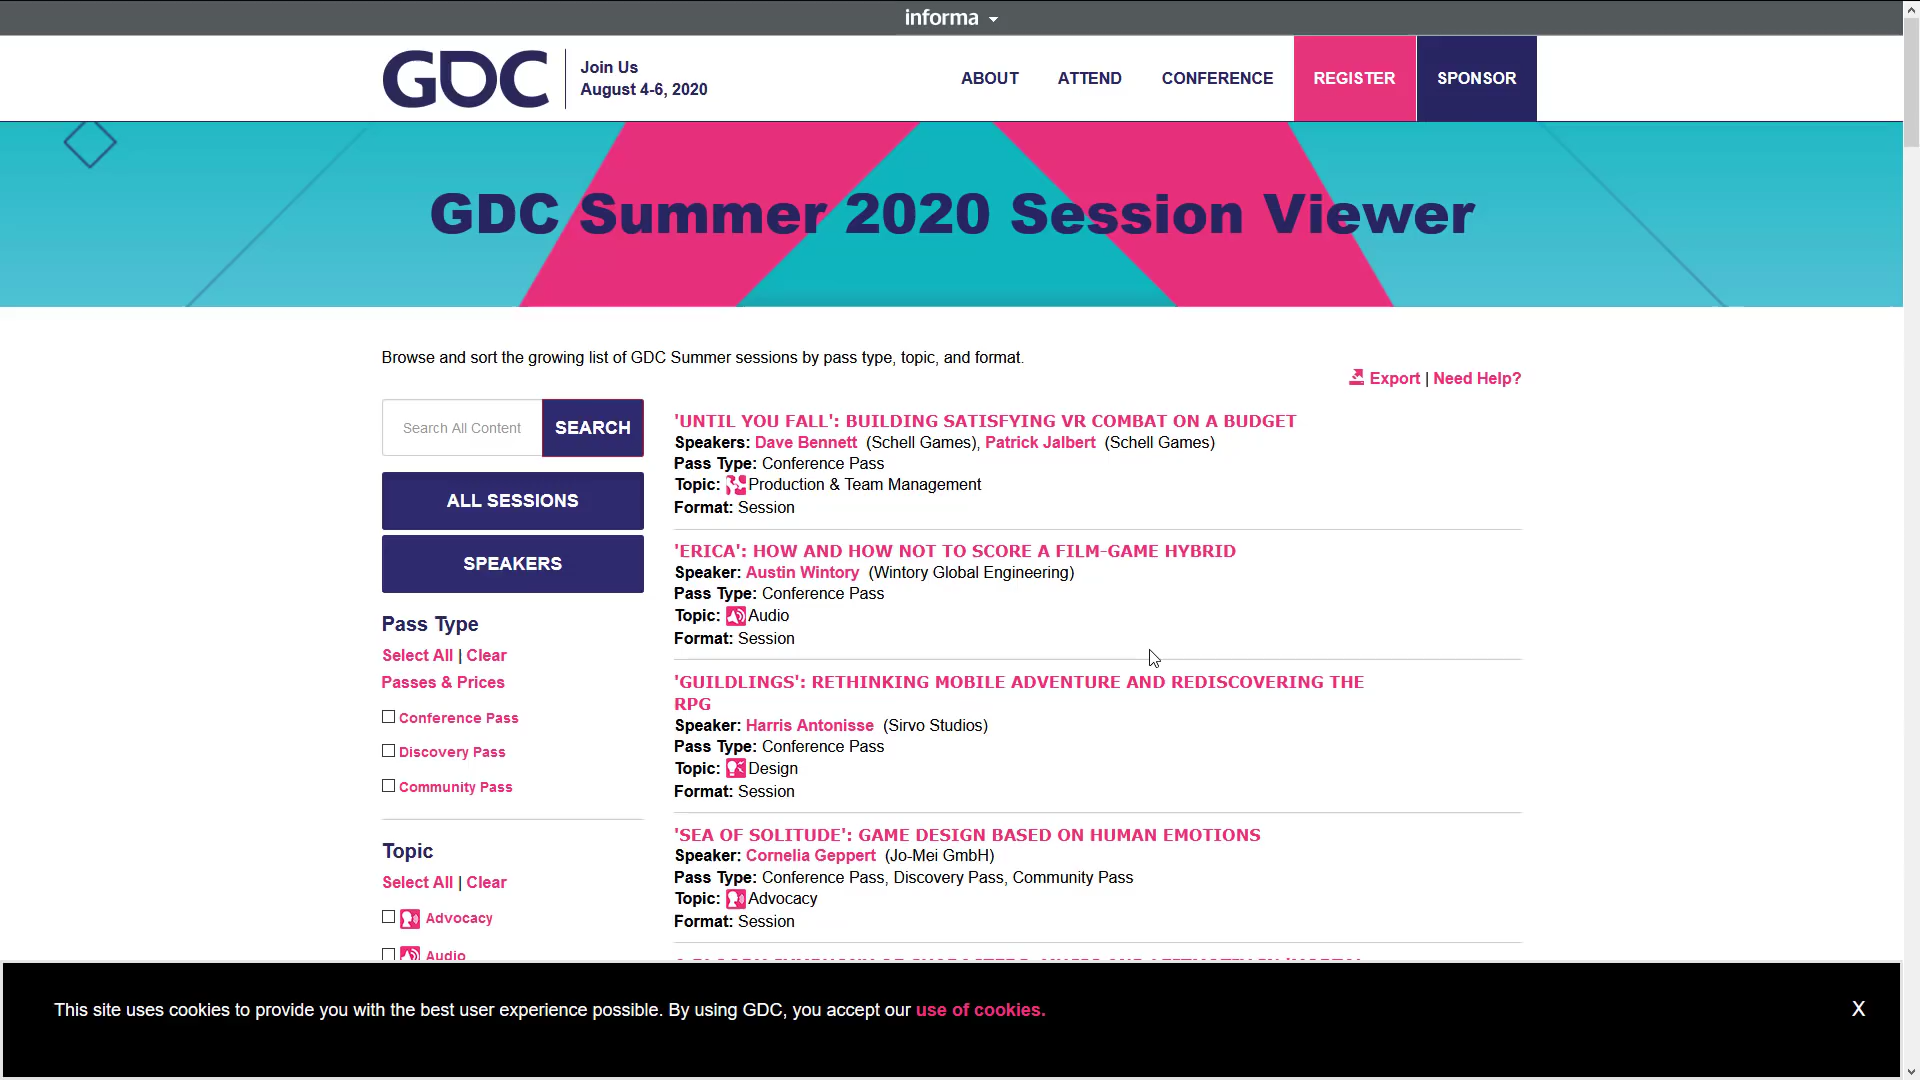 informa
GDC
Join Us
August 4-6, 2020
ABOUT
ATTEND
CONFERENCE
REGISTER
SPONSOR
GDC Summer 2020 Session Viewer
Browse and sort the growing list of GDC Summer sessions by pass type, topic, and format.
Export | Need Help?
Search All Content
SEARCH
ALL SESSIONS
SPEAKERS
Pass Type
Select All | Clear
Passes & Prices
Conference Pass
Discovery Pass
Community Pass
Topic
Select All | Clear
Advocacy
Audio
'UNTIL YOU FALL': BUILDING SATISFYING VR COMBAT ON A BUDGET
Speakers: Dave Bennett (Schell Games), Patrick Jalbert (Schell Games)
Pass Type: Conference Pass
Topic: Production & Team Management
Format: Session
'ERICA': HOW AND HOW NOT TO SCORE A FILM-GAME HYBRID
Speaker: Austin Wintory (Wintory Global Engineering)
Pass Type: Conference Pass
Topic: Audio
Format: Session
'GUILDLINGS': RETHINKING MOBILE ADVENTURE AND REDISCOVERING THE
RPG
Speaker: Harris Antonisse (Sirvo Studios)
Pass Type: Conference Pass
Topic: Design
Format: Session
'SEA OF SOLITUDE': GAME DESIGN BASED ON HUMAN EMOTIONS
Speaker: Cornelia Geppert (Jo-Mei GmbH)
Pass Type: Conference Pass, Discovery Pass, Community Pass
Topic: Advocacy
Format: Session
This site uses cookies to provide you with the best user experience possible. By using GDC, you accept our use of cookies.
X